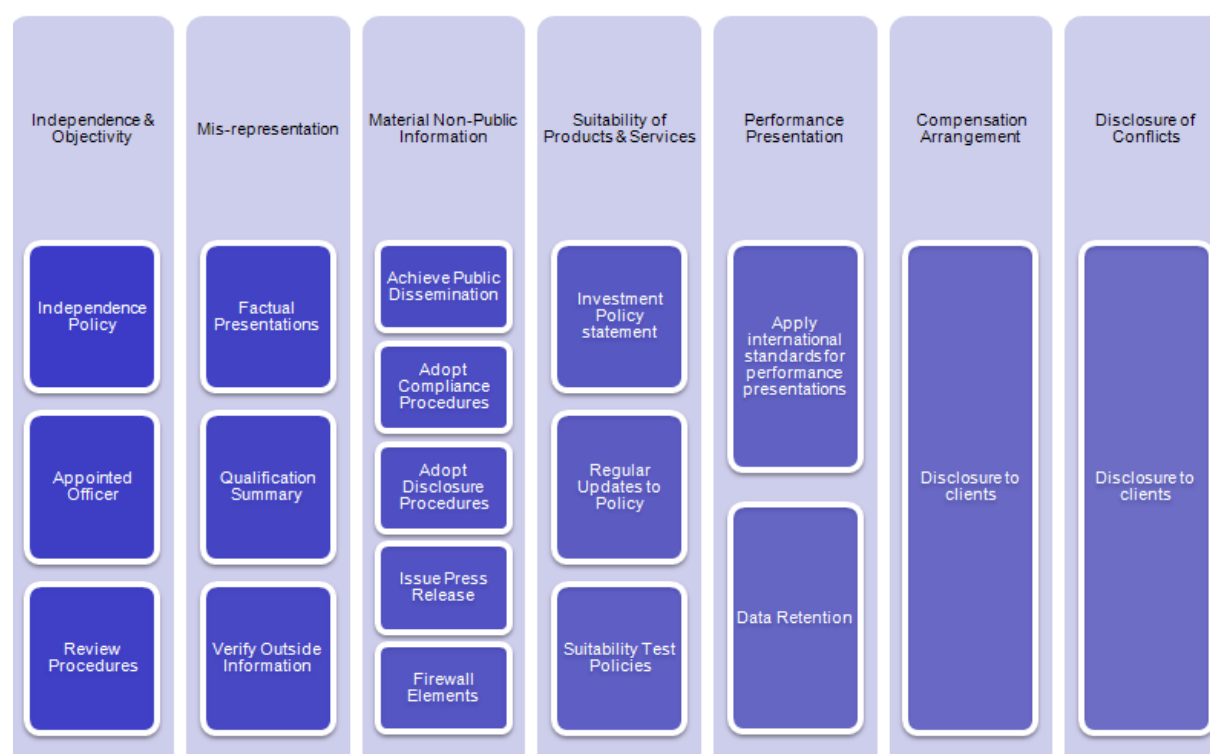 Independence &
Objectivity
Independence
Policy
Appointed
Officer
Review
Procedures
Mis-representation
Factual
Presentations
Qualification
Summary
Verify Outside
Information
Material Non-Public
Information
Achieve Public
Dissemination
Adopt
Compliance
Procedures
Adopt
Disclosure
Procedures
Issue Press
Release
Firewall
Elements
Suitability of
Products & Services
Investment
Policy
statement
Regular
Updates to
Policy
Suitability Test
Policies
Performance
Presentation
Apply
international
standards for
performance
presentations
Data Retention
Compensation
Arrangement
Disclosure to
clients
Disclosure of
Conflicts
Disclosure to
clients